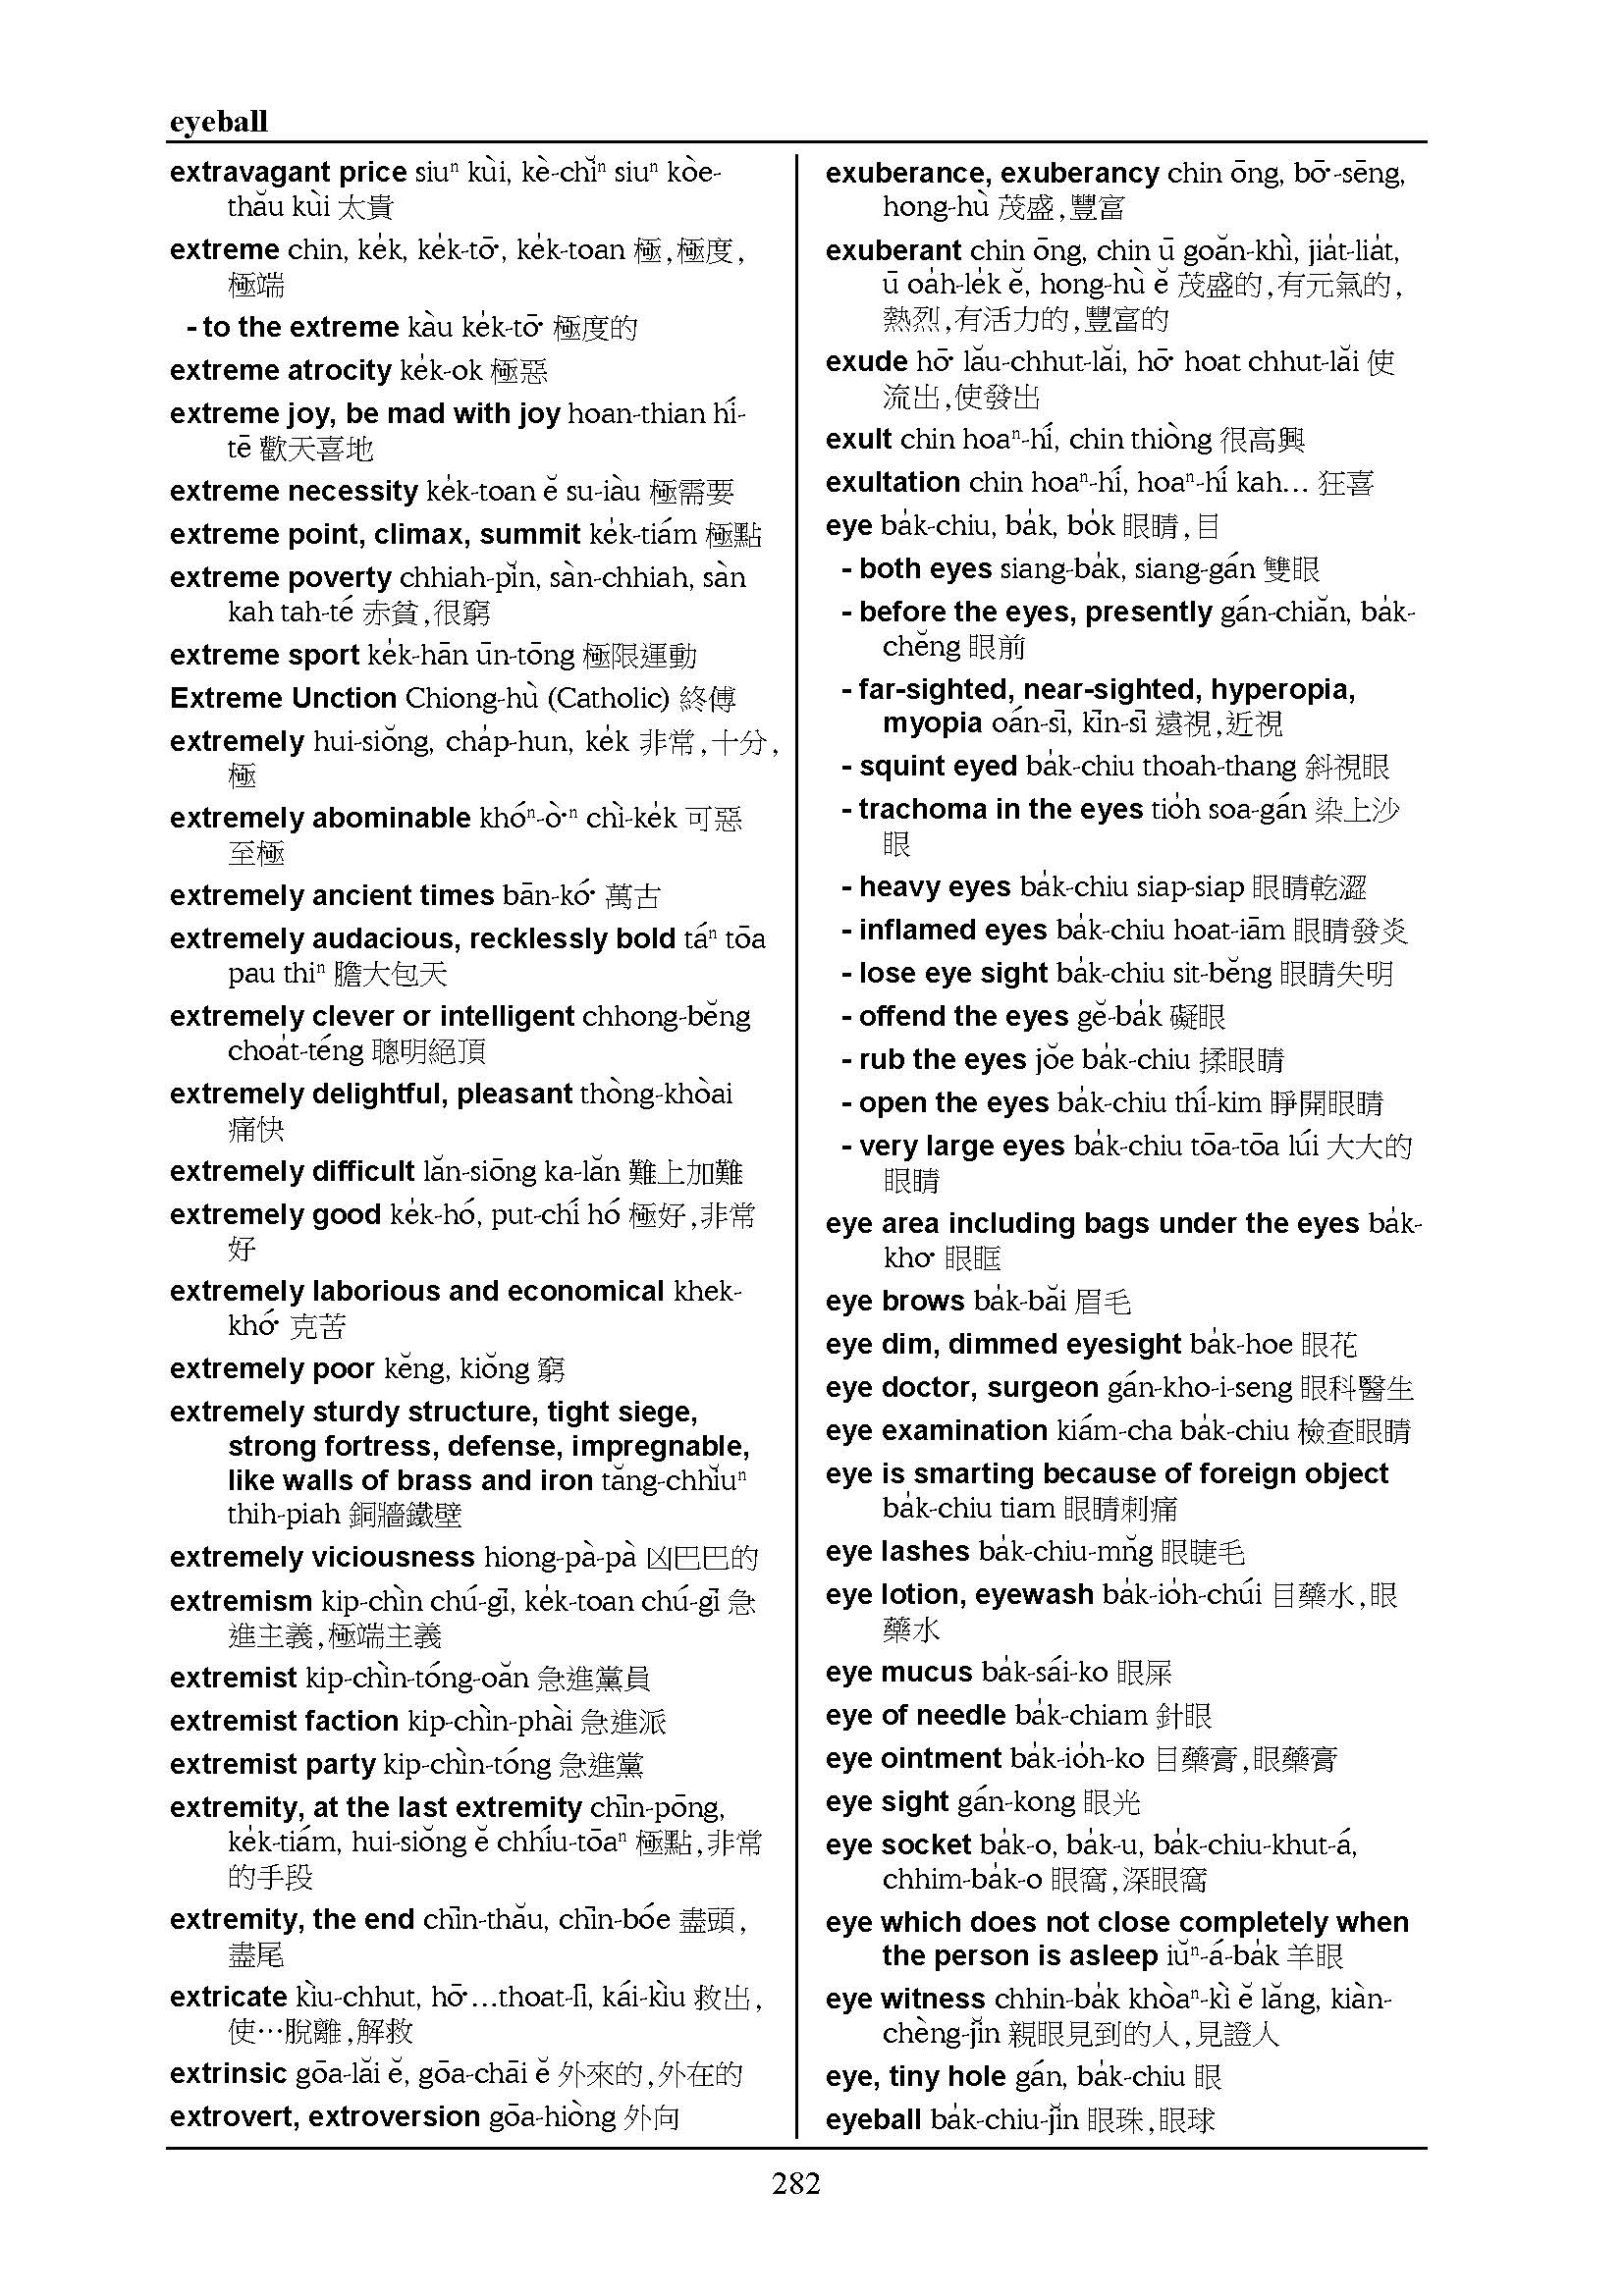 eyeball
extravagant price siuⁿ kùi, kè-chĭⁿ siuⁿ kòe-
thău kùi 太貴
extreme chin, ke̍k, ke̍k-tō͘, ke̍k-toan 極,極度,
極端
- to the extreme kàu ke̍k-tō͘ 極度的
extreme atrocity ke̍k-ok 極惡
extreme joy, be mad with joy hoan-thian hí-
tē 歡天喜地
extreme necessity ke̍k-toan ĕ su-iàu 極需要
extreme point, climax, summit ke̍k-tiám 極點
extreme poverty chhiah-pĭn, sàn-chhiah, sàn
kah tah-té 赤貧,很窮
extreme sport ke̍k-hān ūn-tōng 極限運動
Extreme Unction Chiong-hù (Catholic) 終傅
extremely hui-siŏng, cha̍p-hun, ke̍k 非常,十分,
極
extremely abominable khóⁿ-ò͘ⁿ chì-ke̍k 可惡
至極
extremely ancient times bān-kó͘ 萬古
extremely audacious, recklessly bold táⁿ tōa
pau thiⁿ 膽大包天
extremely clever or intelligent chhong-bĕng
choa̍t-téng 聰明絕頂
extremely delightful, pleasant thòng-khòai
痛快
extremely difficult lăn-siōng ka-lăn 難上加難
extremely good ke̍k-hó, put-chí hó 極好,非常
好
extremely laborious and economical khek-
khó͘ 克苦
extremely poor kĕng, kiŏng 窮
extremely sturdy structure, tight siege,
strong fortress, defense, impregnable,
like walls of brass and iron tăng-chhĭuⁿ
thih-piah 銅牆鐵壁
extremely viciousness hiong-pà-pà 凶巴巴的
extremism kip-chìn chú-gī, ke̍k-toan chú-gī 急
進主義,極端主義
extremist kip-chìn-tóng-oăn 急進黨員
extremist faction kip-chìn-phài 急進派
extremist party kip-chìn-tóng 急進黨
extremity, at the last extremity chīn-pōng,
ke̍k-tiám, hui-siŏng ĕ chhíu-tōaⁿ 極點,非常
的手段
extremity, the end chīn-thău, chīn-bóe 盡頭,
盡尾
extricate kìu-chhut, hō͘...thoat-lī, kái-kìu 救出,
使…脫離,解救
extrinsic gōa-lăi ĕ, gōa-chāi ĕ 外來的,外在的
extrovert, extroversion gōa-hiòng 外向
exuberance, exuberancy chin ōng, bō͘-sēng,
hong-hù 茂盛,豐富
exuberant chin ōng, chin ū goăn-khì, jia̍t-lia̍t,
ū oa̍h-le̍k ĕ, hong-hù ĕ 茂盛的,有元氣的,
熱烈,有活力的,豐富的
exude hō͘ lău-chhut-lăi, hō͘ hoat chhut-lăi 使
流出,使發出
exult chin hoaⁿ-hí, chin thiòng 很高興
exultation chin hoaⁿ-hí, hoaⁿ-hí kah... 狂喜
eye ba̍k-chiu, ba̍k, bo̍k 眼睛,目
- both eyes siang-ba̍k, siang-gán 雙眼
- before the eyes, presently gán-chiăn, ba̍k-
chĕng 眼前
- far-sighted, near-sighted, hyperopia,
myopia oán-sī, kīn-sī 遠視,近視
- squint eyed ba̍k-chiu thoah-thang 斜視眼
- trachoma in the eyes tio̍h soa-gán 染上沙
眼
- heavy eyes ba̍k-chiu siap-siap 眼睛乾澀
- inflamed eyes ba̍k-chiu hoat-iām 眼睛發炎
- lose eye sight ba̍k-chiu sit-bĕng 眼睛失明
- offend the eyes gĕ-ba̍k 礙眼
- rub the eyes jŏe ba̍k-chiu 揉眼睛
- open the eyes ba̍k-chiu thí-kim 睜開眼睛
- very large eyes ba̍k-chiu tōa-tōa lúi 大大的
眼睛
eye area including bags under the eyes ba̍k-
kho͘ 眼眶
eye brows ba̍k-băi 眉毛
eye dim, dimmed eyesight ba̍k-hoe 眼花
eye doctor, surgeon gán-kho-i-seng 眼科醫生
eye examination kiám-cha ba̍k-chiu 檢查眼睛
eye is smarting because of foreign object
ba̍k-chiu tiam 眼睛刺痛
eye lashes ba̍k-chiu-mn̆g 眼睫毛
eye lotion, eyewash ba̍k-io̍h-chúi 目藥水,眼
藥水
eye mucus ba̍k-sái-ko 眼屎
eye of needle ba̍k-chiam 針眼
eye ointment ba̍k-io̍h-ko 目藥膏,眼藥膏
eye sight gán-kong 眼光
eye socket ba̍k-o, ba̍k-u, ba̍k-chiu-khut-á,
chhim-ba̍k-o 眼窩,深眼窩
eye which does not close completely when
the person is asleep iŭⁿ-á-ba̍k 羊眼
eye witness chhin-ba̍k khòaⁿ-kì ĕ lăng, kiàn-
chèng-jĭn 親眼見到的人,見證人
eye, tiny hole gán, ba̍k-chiu 眼
eyeball ba̍k-chiu-jĭn 眼珠,眼球
282